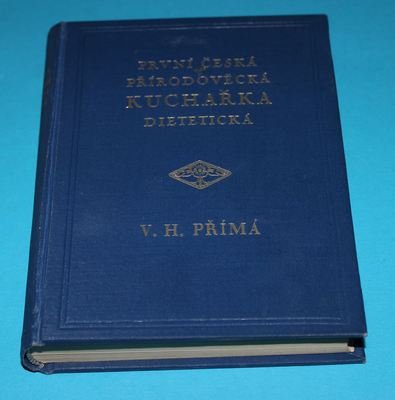 PRVNÍ ČESKÁ
PŘÍRODOVĚCKÁ
KUCHAŘKA
DIETETICKÁ
V. H. PŘÍMÁ